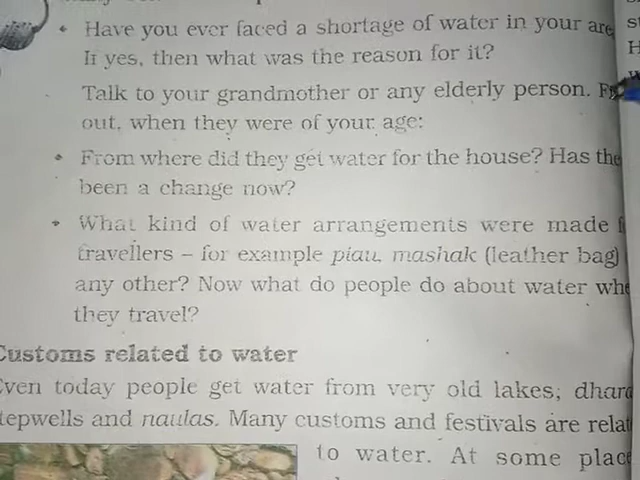 • Have you ever faced a shortage of water in your are
If yes, then what was the reason for it?
Talk to your grandmother or any elderly person. F
out, when they were of your age:
• From where did they get water for the house? Has the
been a change now?
• What kind of water arrangements were made f
travellers – for example piau, mashak (leather bag)
any other? Now what do people do about water whe
they travel?
Customs related to water
Even today people get water from very old lakes; dhara
tepwells and naulas. Many customs and festivals are relat
to water. At some place